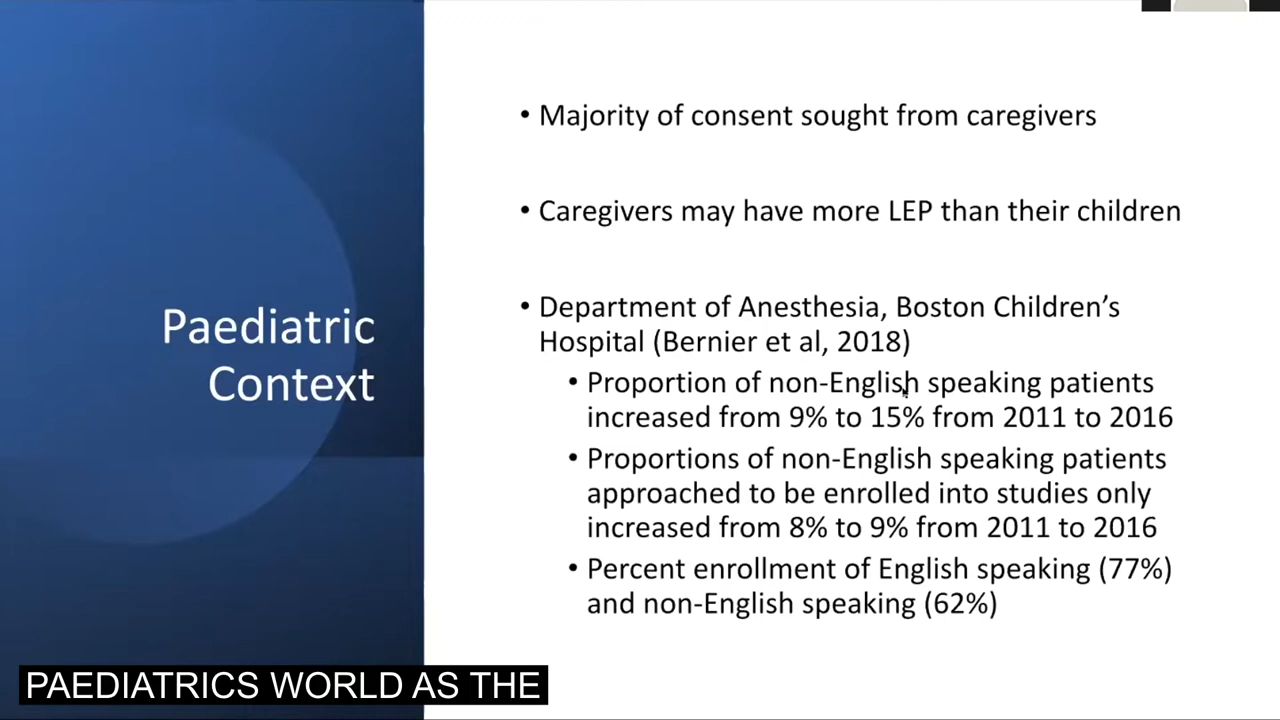 Paediatric
Context
• Majority of consent sought from caregivers
• Caregivers may have more LEP than their children
• Department of Anesthesia, Boston Children’s
Hospital (Bernier et al, 2018)
• Proportion of non-English speaking patients
increased from 9% to 15% from 2011 to 2016
• Proportions of non-English speaking patients
approached to be enrolled into studies only
increased from 8% to 9% from 2011 to 2016
• Percent enrollment of English speaking (77%)
and non-English speaking (62%)
PAEDIATRICS WORLD AS THE